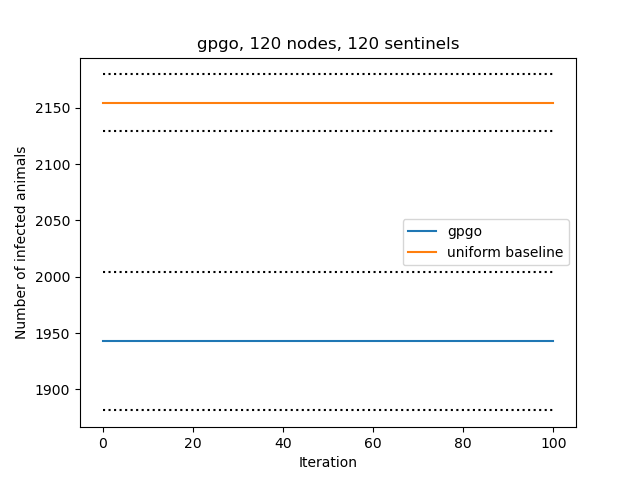 gpgo, 120 nodes, 120 sentinels
2150
2100
2050
2000
1950
1900
Number of infected animals
gpgo
uniform baseline
0
20
40
60
80
100
Iteration